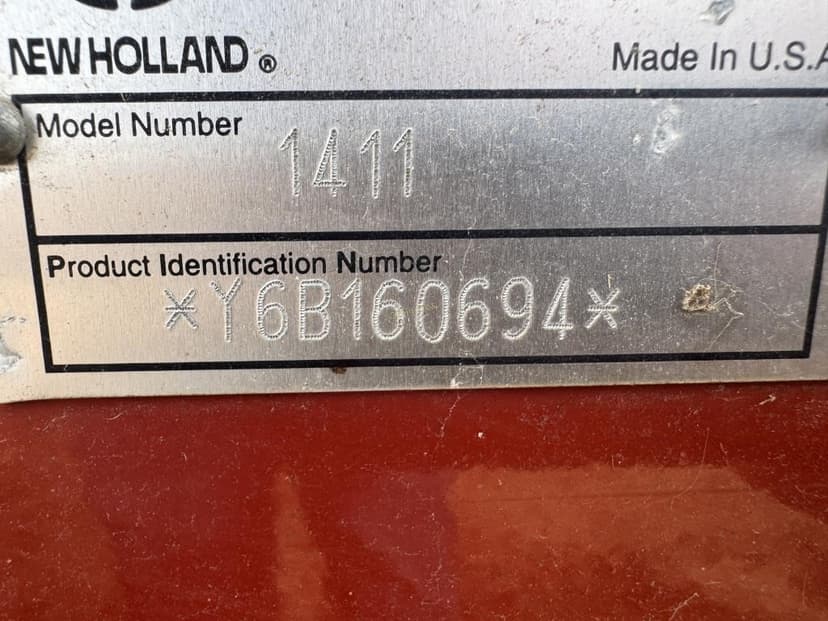 NEW HOLLAND ® Made In U.S.A
Model Number
1411
Product Identification Number
*Y6B160694*